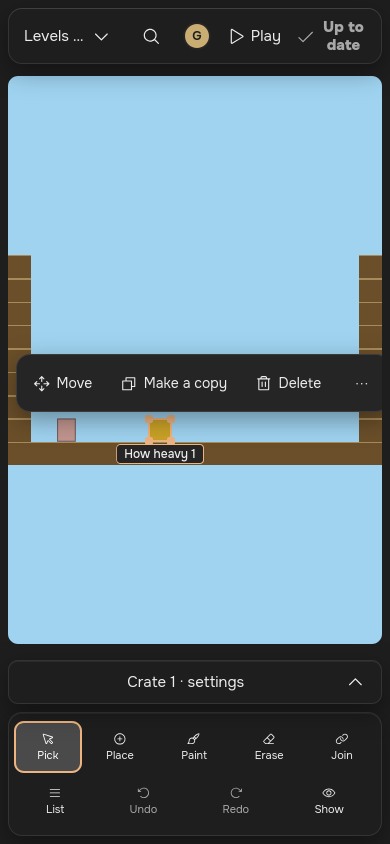 Levels ...
G
Play
Up to
date
Move
Make a copy
Delete
...
How heavy 1
Crate 1 · settings
Pick
Place
Paint
Erase
Join
List
Undo
Redo
Show